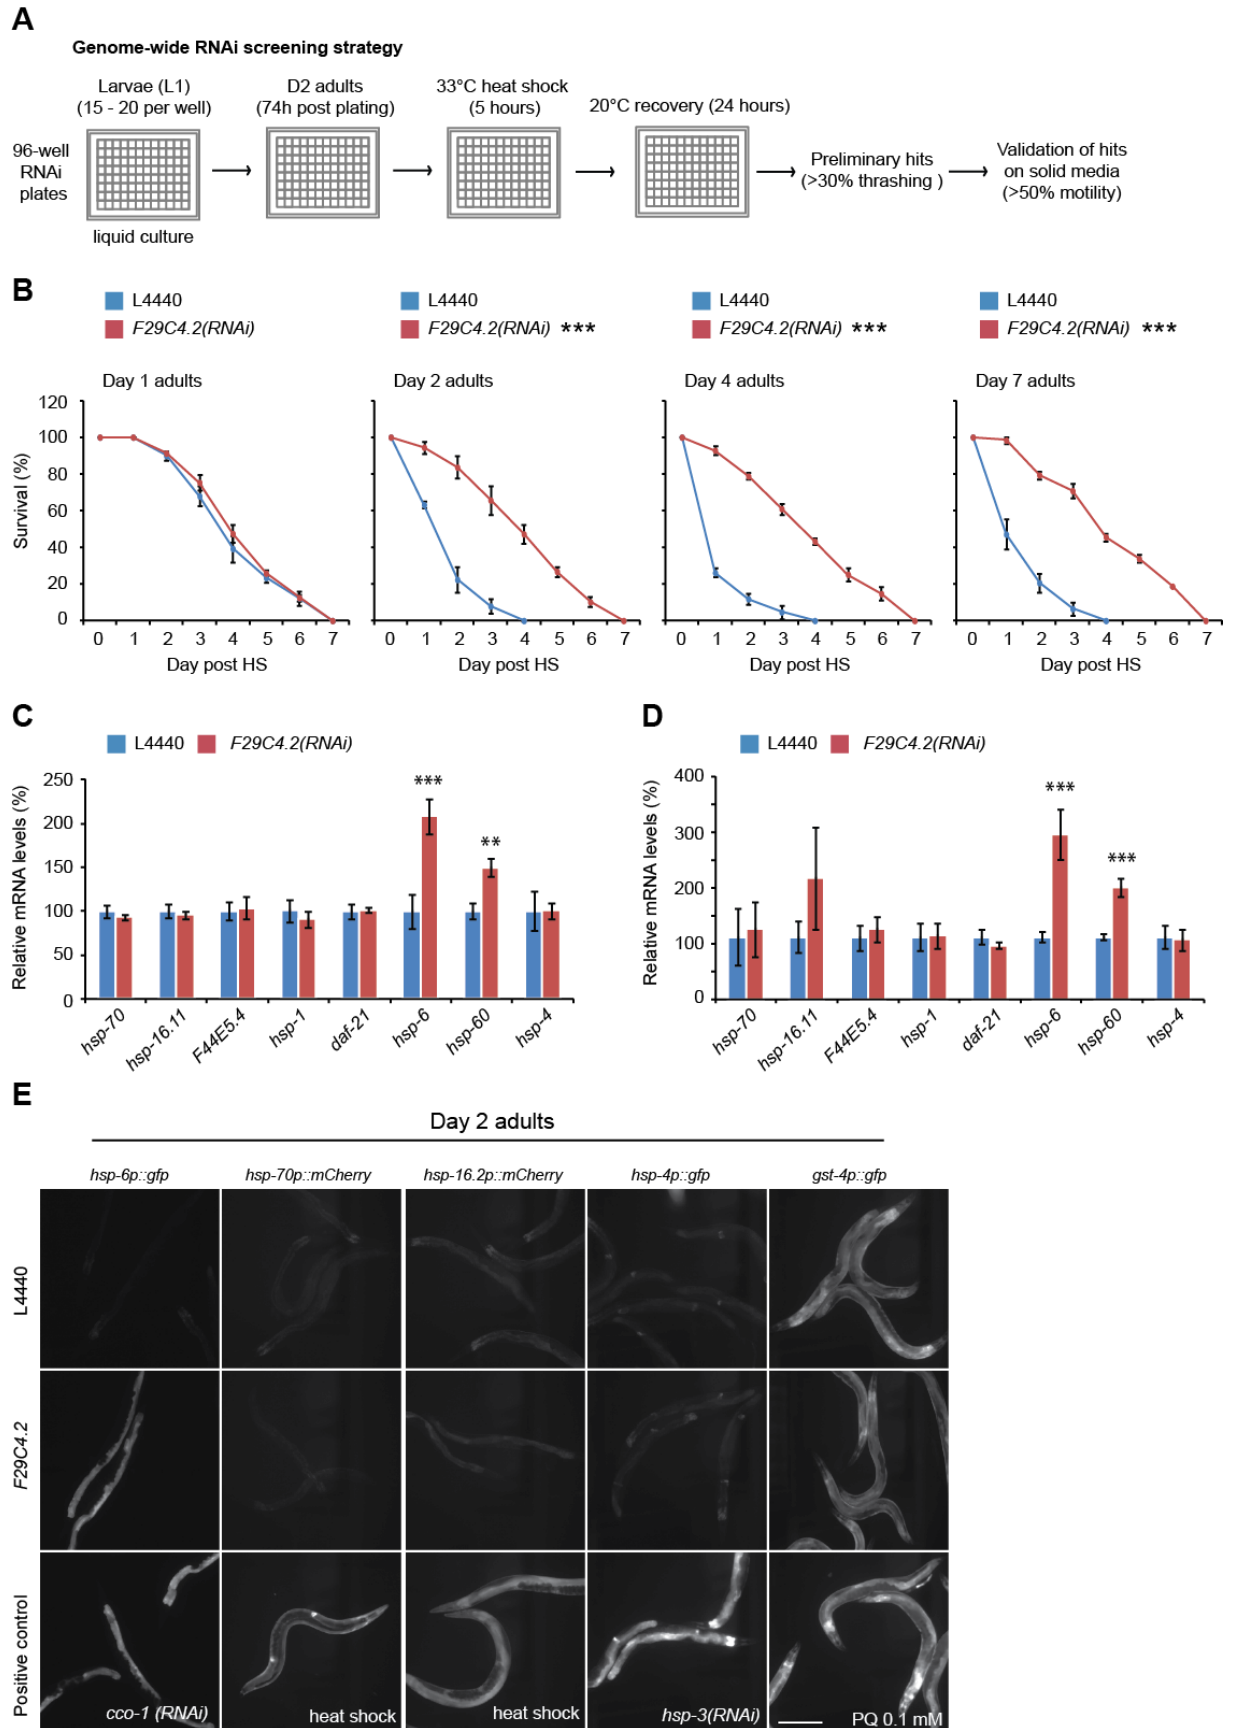 A
Genome-wide RNAi screening strategy
Larvae (L1)
(15 - 20 per well)
D2 adults
(74h post plating)
33°C heat shock
(5 hours)
20°C recovery (24 hours)
96-well
RNAi
plates
liquid culture
Preliminary hits
(>30% thrashing )
Validation of hits
on solid media
(>50% motility)
B
L4440
F29C4.2(RNAi)
L4440
F29C4.2(RNAi) ***
L4440
F29C4.2(RNAi) ***
L4440
F29C4.2(RNAi) ***
Day 1 adults
Day 2 adults
Day 4 adults
Day 7 adults
Survival (%)
120
100
80
60
40
20
0
0 1 2 3 4 5 6 7
0 1 2 3 4 5 6 7
0 1 2 3 4 5 6 7
0 1 2 3 4 5 6 7
Day post HS
Day post HS
Day post HS
Day post HS
C
L4440 F29C4.2(RNAi)
Relative mRNA levels (%)
250
200
150
100
50
0
***
**
hsp-70
hsp-16.11
F44E5.4
hsp-1
daf-21
hsp-6
hsp-60
hsp-4
D
L4440 F29C4.2(RNAi)
Relative mRNA levels (%)
400
300
200
100
0
***
***
hsp-70
hsp-16.11
F44E5.4
hsp-1
daf-21
hsp-6
hsp-60
hsp-4
E
Day 2 adults
hsp-6p::gfp
hsp-70p::mCherry
hsp-16.2p::mCherry
hsp-4p::gfp
gst-4p::gfp
L4440
F29C4.2
Positive control
cco-1 (RNAi)
heat shock
heat shock
hsp-3(RNAi)
PQ 0.1 mM